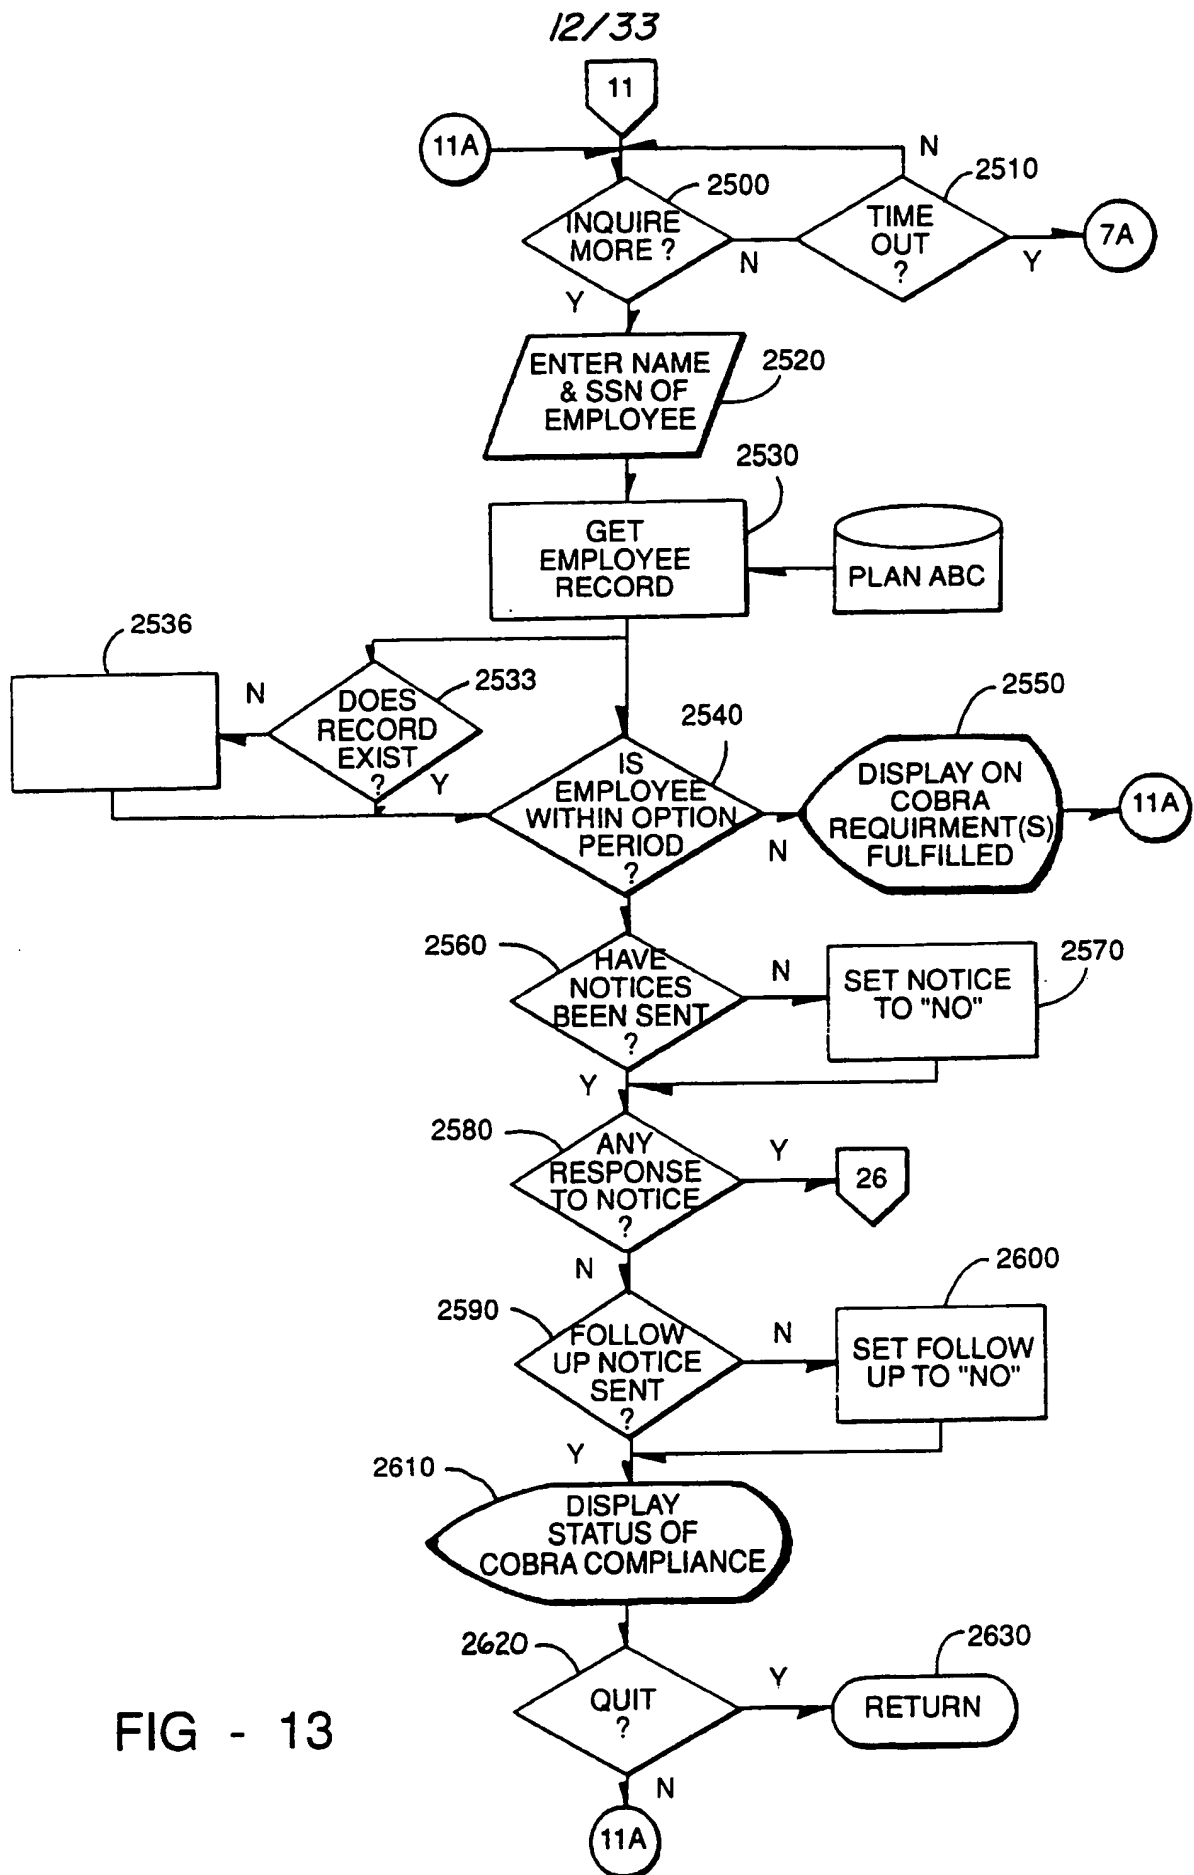 12/33
11
11A
N
2510
2500
INQUIRE
MORE ?
TIME
OUT
?
7A
N
Y
Y
ENTER NAME
& SSN OF
EMPLOYEE
2520
2530
GET
EMPLOYEE
RECORD
PLAN ABC
2536
N
DOES
RECORD
EXIST
?
2533
Y
2540
IS
EMPLOYEE
WITHIN OPTION
PERIOD
?
N
2550
DISPLAY ON
COBRA
REQUIRMENT(S)
FULFILLED
11A
2560
HAVE
NOTICES
BEEN SENT
?
N
SET NOTICE
TO "NO"
2570
Y
2580
ANY
RESPONSE
TO NOTICE
?
Y
26
N
2590
FOLLOW
UP NOTICE
SENT
?
N
2600
SET FOLLOW
UP TO "NO"
Y
2610
DISPLAY
STATUS OF
COBRA COMPLIANCE
2620
QUIT
?
Y
2630
RETURN
N
11A
FIG - 13